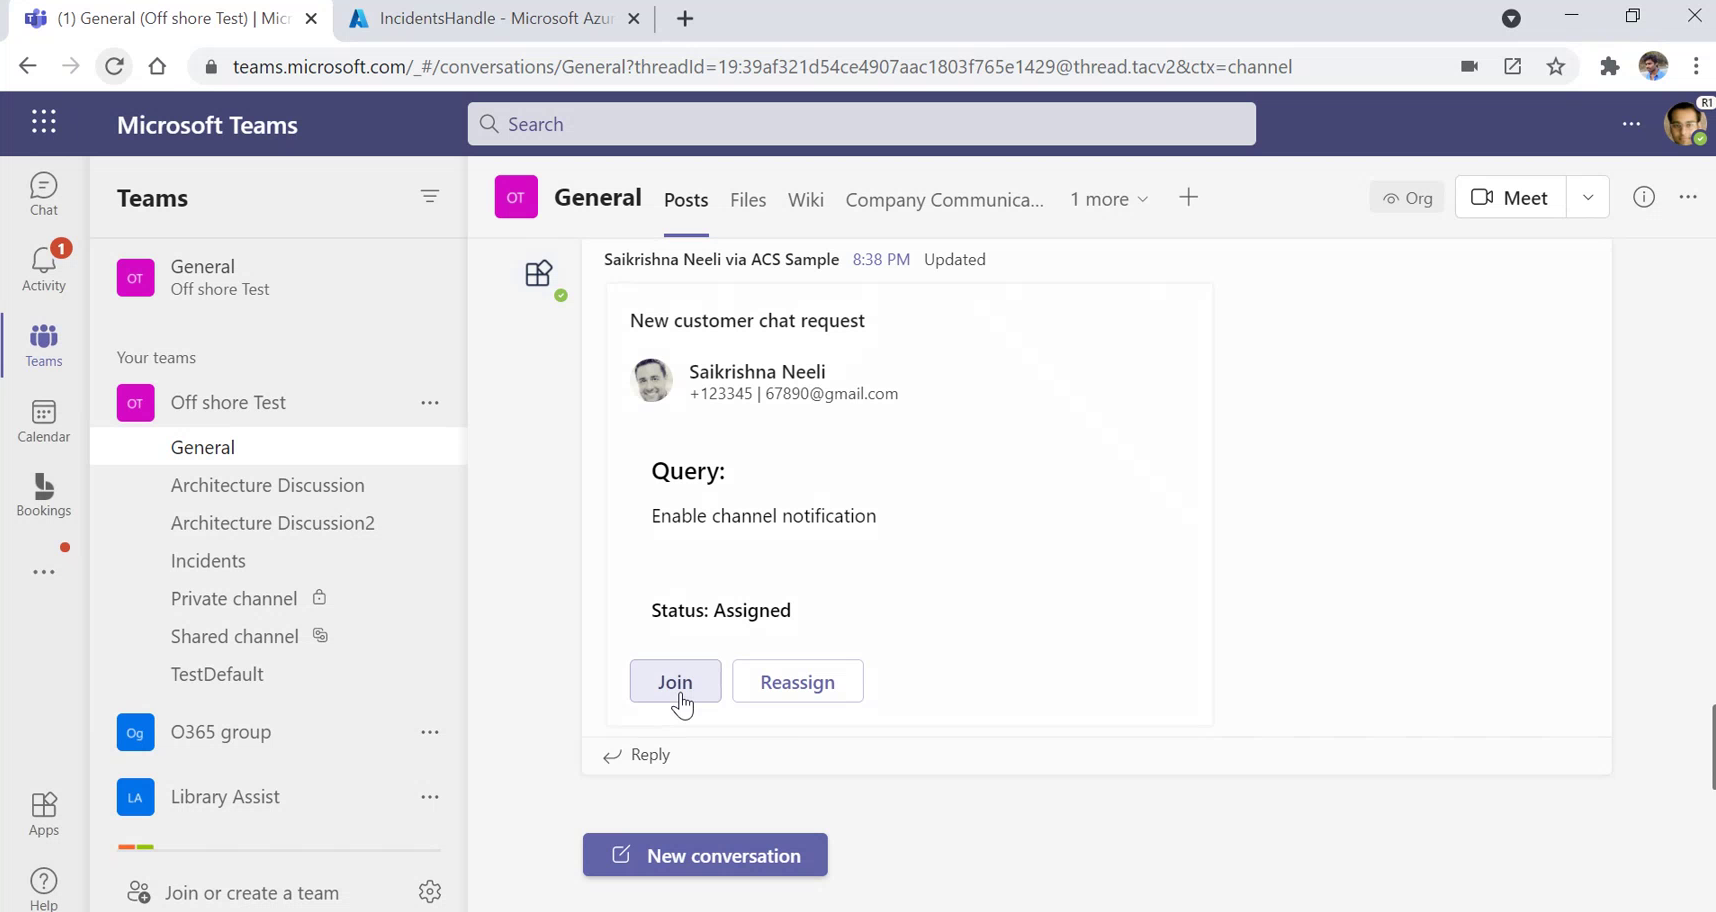 (1) General (Off shore Test) | Micr
IncidentsHandle - Microsoft Azu
teams.microsoft.com/_#/conversations/General?threadId=19:39af321d54ce4907aac1803f765e1429@thread.tacv2&ctx=channel
Microsoft Teams
Search
R1
Chat
1
Activity
Teams
Calendar
Bookings
Apps
Help
Teams
OT
General
Off shore Test
Your teams
OT
Off shore Test
General
Architecture Discussion
Architecture Discussion2
Incidents
Private channel
Shared channel
TestDefault
Og
O365 group
LA
Library Assist
Join or create a team
OT
General
Posts
Files
Wiki
Company Communica...
1 more
Org
Meet
Saikrishna Neeli via ACS Sample 8:38 PM Updated
New customer chat request
Saikrishna Neeli
+123345 | 67890@gmail.com
Query:
Enable channel notification
Status: Assigned
Join
Reassign
Reply
New conversation